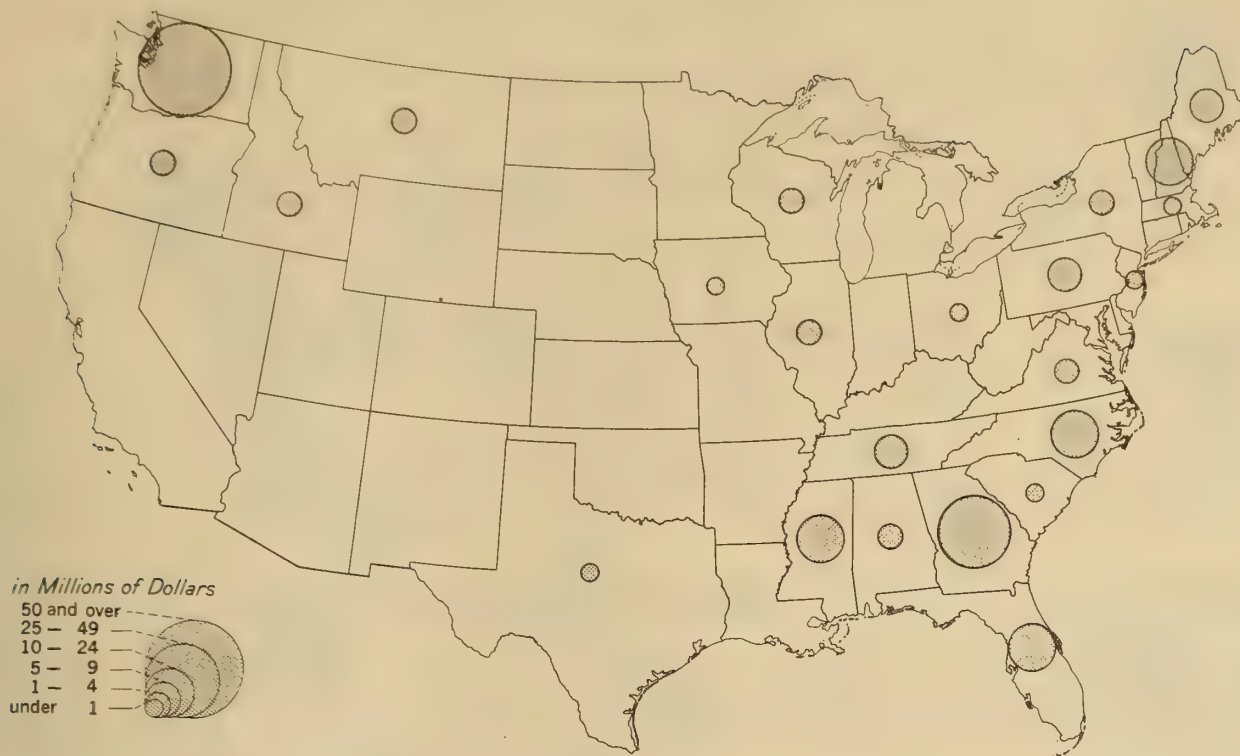 in Millions of Dollars
50 and over
25 – 49
10 – 24
5 – 9
1 – 4
under 1